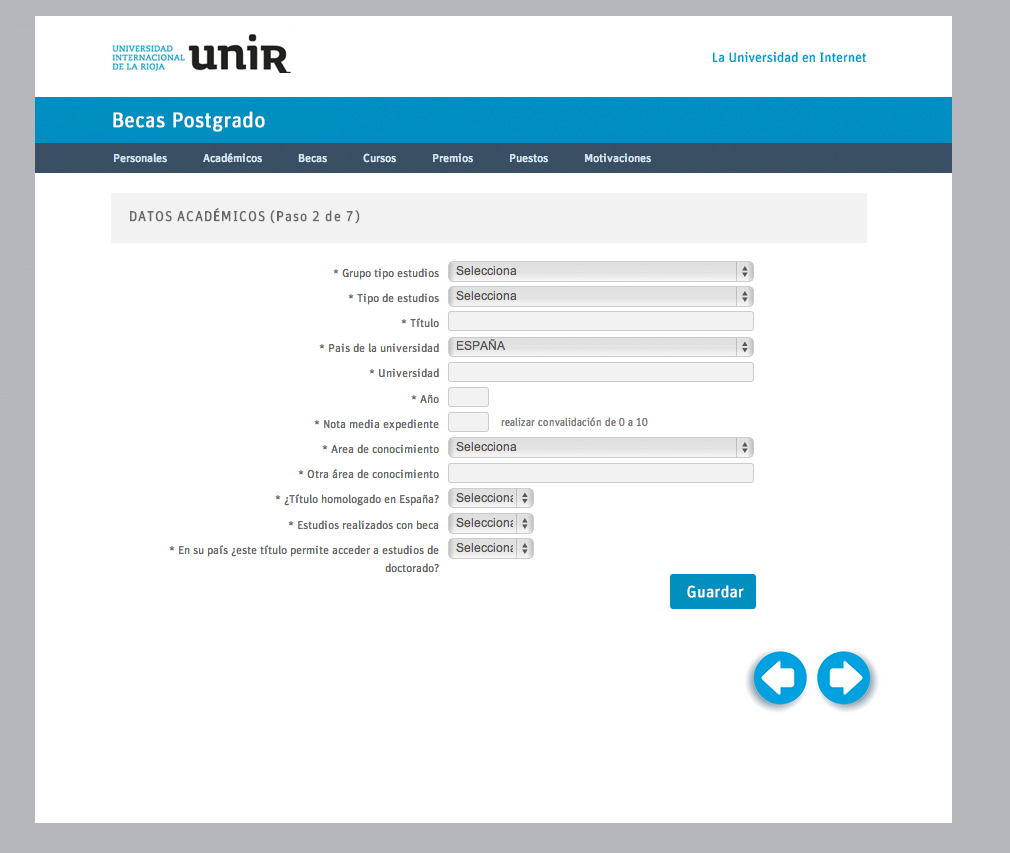 UNIVERSIDAD
INTERNACIONAL
DE LA RIOJA
unir
La Universidad en Internet
Becas Postgrado
Personales Académicos Becas Cursos Premios Puestos Motivaciones
DATOS ACADÉMICOS (Paso 2 de 7)
* Grupo tipo estudios Selecciona
* Tipo de estudios Selecciona
* Título
* Pais de la universidad ESPAÑA
* Universidad
* Año
* Nota media expediente realizar convalidación de 0 a 10
* Area de conocimiento Selecciona
* Otra área de conocimiento
* ¿Título homologado en España? Selecciona
* Estudios realizados con beca Selecciona
* En su país ¿este título permite acceder a estudios de Selecciona
doctorado?
Guardar